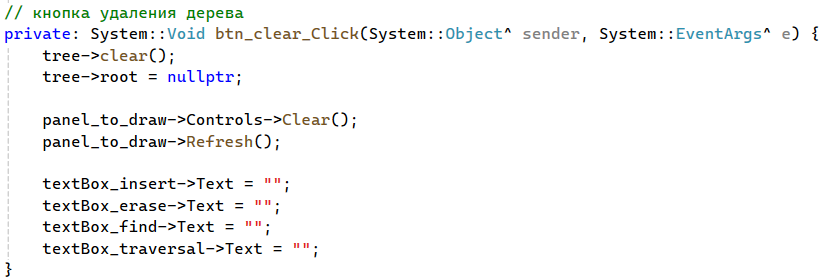 // кнопка удаления дерева
private: System::Void btn_clear_Click(System::Object^ sender, System::EventArgs^ e) {
    tree->clear();
    tree->root = nullptr;

    panel_to_draw->Controls->Clear();
    panel_to_draw->Refresh();

    textBox_insert->Text = "";
    textBox_erase->Text = "";
    textBox_find->Text = "";
    textBox_traversal->Text = "";
}